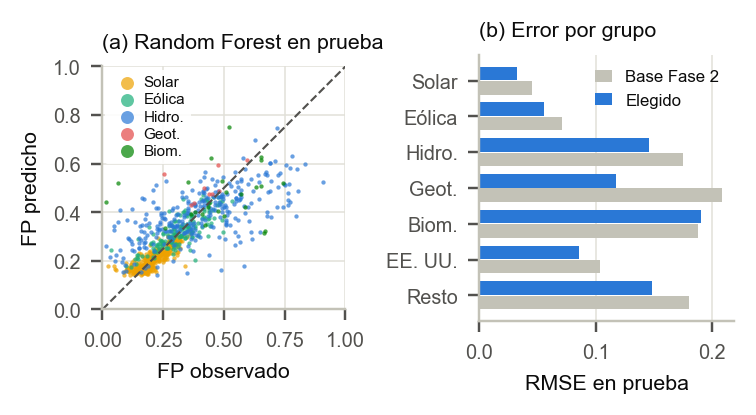 (a) Random Forest en prueba
FP predicho
1.0
0.8
0.6
0.4
0.2
0.0
Solar
Eólica
Hidro.
Geot.
Biom.
0.00 0.25 0.50 0.75 1.00
FP observado
(b) Error por grupo
Base Fase 2
Elegido
Solar
Eólica
Hidro.
Geot.
Biom.
EE. UU.
Resto
0.0 0.1 0.2
RMSE en prueba